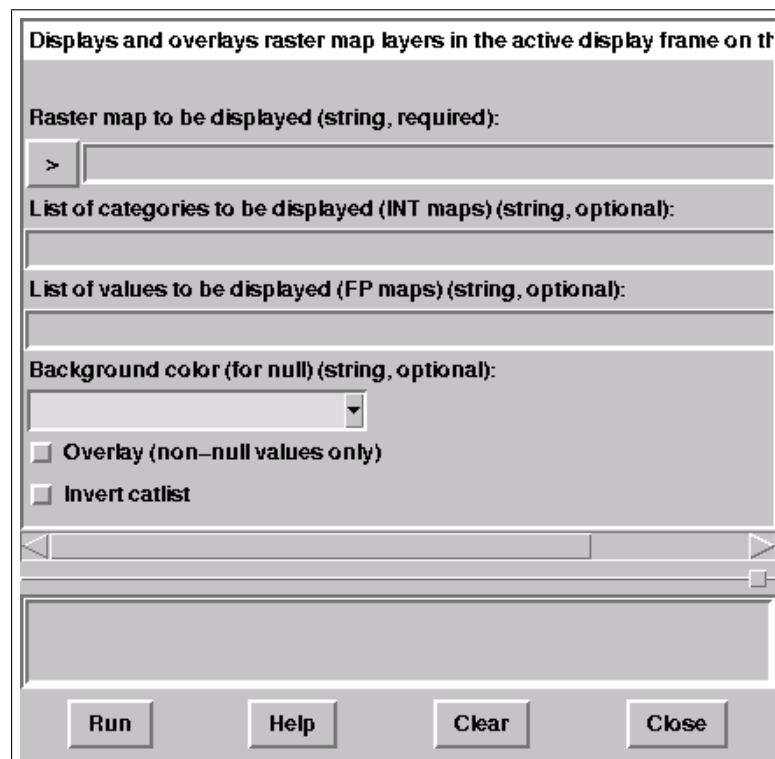 Displays and overlays raster map layers in the active display frame on th
Raster map to be displayed (string, required):
>
List of categories to be displayed (INT maps) (string, optional):
List of values to be displayed (FP maps) (string, optional):
Background color (for null) (string, optional):
Overlay (non–null values only)
Invert catlist
Run Help Clear Close